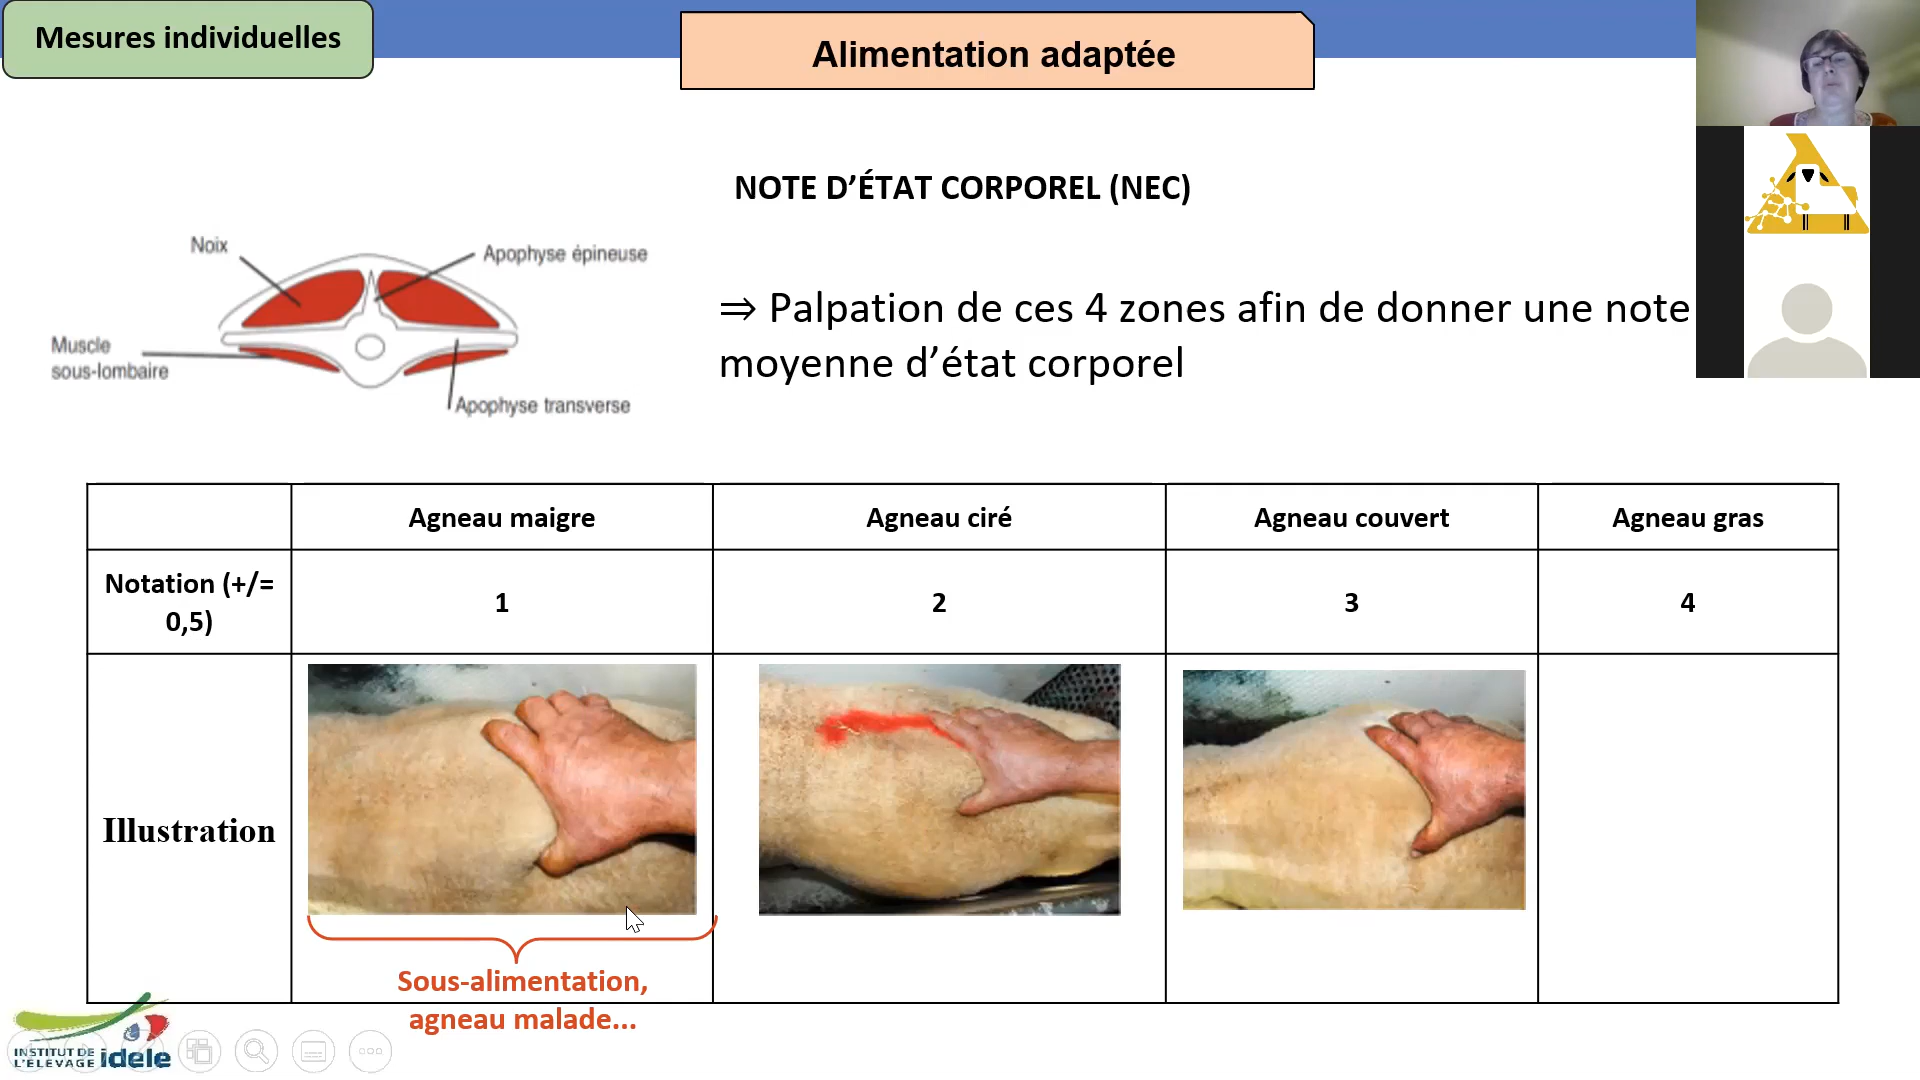 Mesures individuelles
Alimentation adaptée
NOTE D’ÉTAT CORPOREL (NEC)
Noix
Apophyse épineuse
Muscle
sous-lombaire
Apophyse transverse
⇒ Palpation de ces 4 zones afin de donner une note
moyenne d’état corporel
Agneau maigre
Agneau ciré
Agneau couvert
Agneau gras
Notation (+/=
0,5)
1
2
3
4
Illustration
Sous-alimentation,
agneau malade...
INSTITUT DE
L'ELEVAGE idele